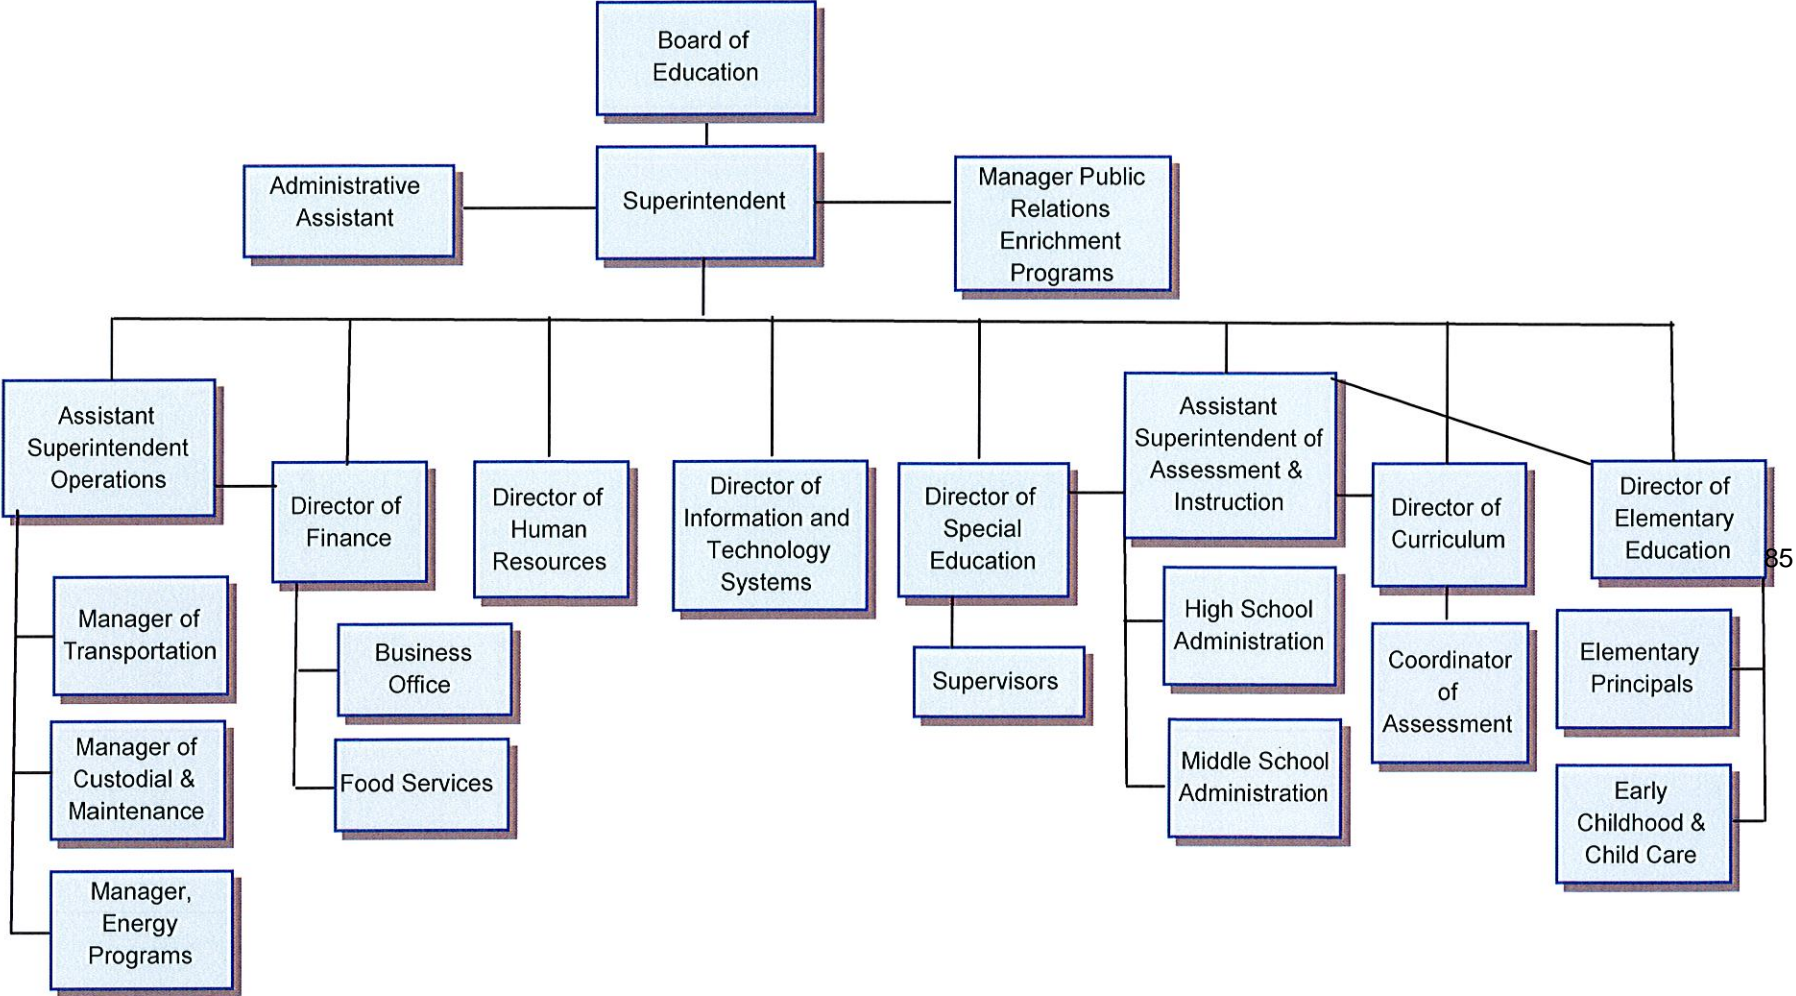 Board of
Education
Administrative
Assistant
Superintendent
Manager Public
Relations
Enrichment
Programs
Assistant
Superintendent
Operations
Director of
Finance
Director of
Human
Resources
Director of
Information and
Technology
Systems
Director of
Special
Education
Assistant
Superintendent of
Assessment &
Instruction
Director of
Curriculum
Director of
Elementary
Education
85
Manager of
Transportation
Manager of
Custodial &
Maintenance
Manager,
Energy
Programs
Business
Office
Food Services
Supervisors
High School
Administration
Middle School
Administration
Coordinator
of
Assessment
Elementary
Principals
Early
Childhood &
Child Care